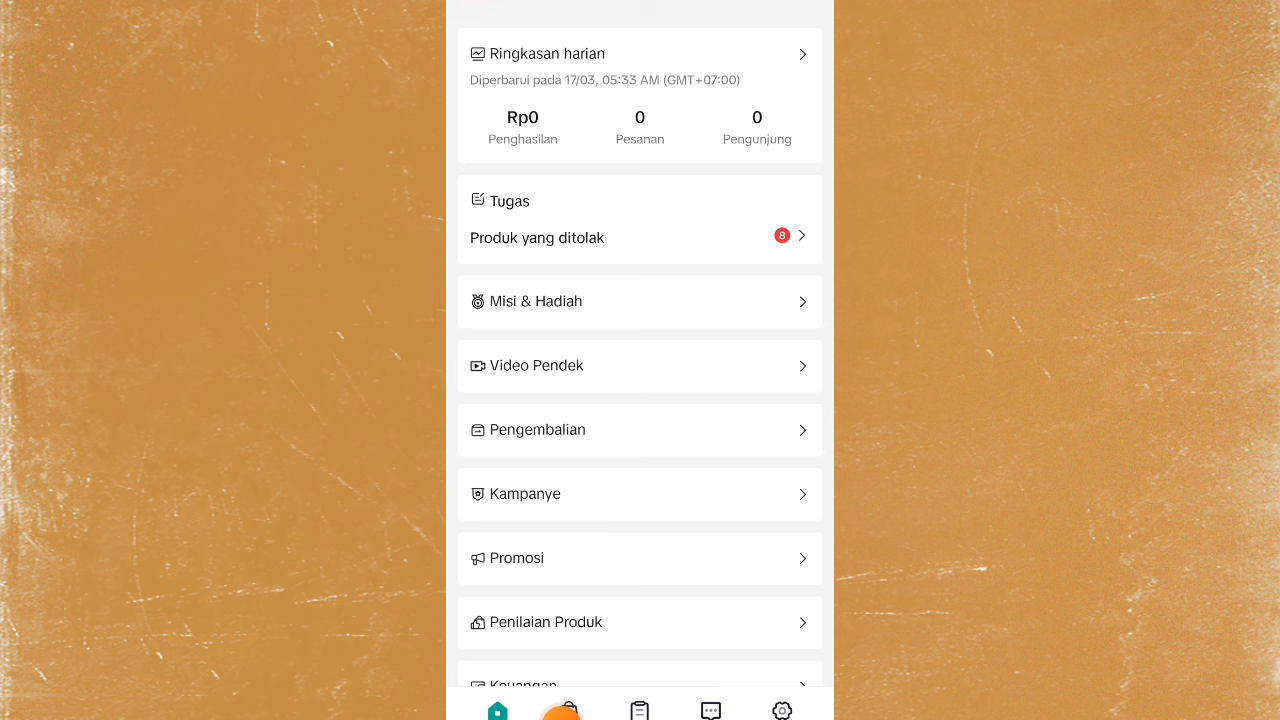 Ringkasan harian
Diperbarui pada 17/03, 05:33 AM (GMT+07:00)
Rp0 0 0
Penghasilan Pesanan Pengunjung
Tugas
Produk yang ditolak 8
Misi & Hadiah
Video Pendek
Pengembalian
Kampanye
Promosi
Penilaian Produk
Keuangan